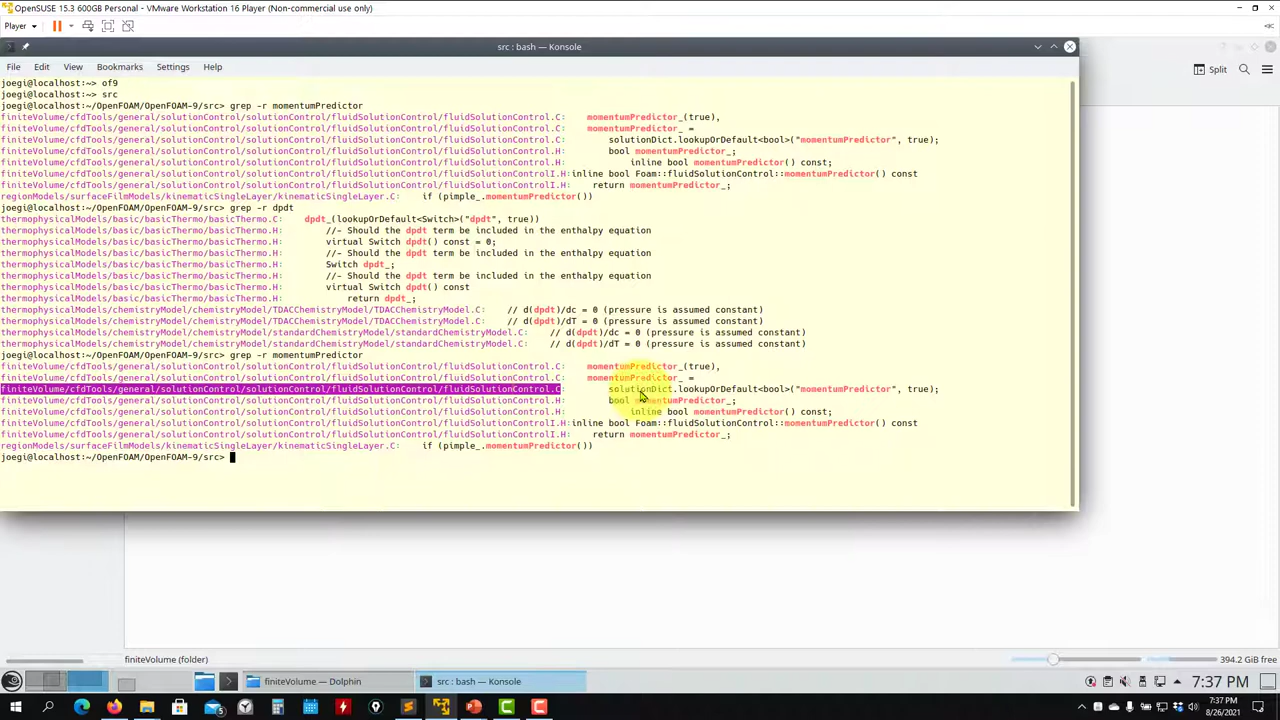 OpenSUSE 15.3 600GB Personal - VMware Workstation 16 Player (Non-commercial use only)
Player
src : bash — Konsole
File Edit View Bookmarks Settings Help
Split
joegi@localhost:~> of9
joegi@localhost:~> src
joegi@localhost:~/OpenFOAM/OpenFOAM-9/src> grep -r momentumPredictor
finiteVolume/cfdTools/general/solutionControl/solutionControl/fluidSolutionControl/fluidSolutionControl.C:    momentumPredictor_(true),
finiteVolume/cfdTools/general/solutionControl/solutionControl/fluidSolutionControl/fluidSolutionControl.C:    momentumPredictor_ =
finiteVolume/cfdTools/general/solutionControl/solutionControl/fluidSolutionControl/fluidSolutionControl.C:        solutionDict.lookupOrDefault<bool>("momentumPredictor", true);
finiteVolume/cfdTools/general/solutionControl/solutionControl/fluidSolutionControl/fluidSolutionControl.H:        bool momentumPredictor_;
finiteVolume/cfdTools/general/solutionControl/solutionControl/fluidSolutionControl/fluidSolutionControl.H:            inline bool momentumPredictor() const;
finiteVolume/cfdTools/general/solutionControl/solutionControl/fluidSolutionControl/fluidSolutionControlI.H:inline bool Foam::fluidSolutionControl::momentumPredictor() const
finiteVolume/cfdTools/general/solutionControl/solutionControl/fluidSolutionControl/fluidSolutionControlI.H:    return momentumPredictor_;
regionModels/surfaceFilmModels/kinematicSingleLayer/kinematicSingleLayer.C:    if (pimple_.momentumPredictor())
joegi@localhost:~/OpenFOAM/OpenFOAM-9/src> grep -r dpdt
thermophysicalModels/basic/basicThermo/basicThermo.C:    dpdt_(lookupOrDefault<Switch>("dpdt", true))
thermophysicalModels/basic/basicThermo/basicThermo.H:        //- Should the dpdt term be included in the enthalpy equation
thermophysicalModels/basic/basicThermo/basicThermo.H:        virtual Switch dpdt() const = 0;
thermophysicalModels/basic/basicThermo/basicThermo.H:        //- Should the dpdt term be included in the enthalpy equation
thermophysicalModels/basic/basicThermo/basicThermo.H:        Switch dpdt_;
thermophysicalModels/basic/basicThermo/basicThermo.H:        //- Should the dpdt term be included in the enthalpy equation
thermophysicalModels/basic/basicThermo/basicThermo.H:        virtual Switch dpdt() const
thermophysicalModels/basic/basicThermo/basicThermo.H:            return dpdt_;
thermophysicalModels/chemistryModel/chemistryModel/TDACChemistryModel/TDACChemistryModel.C:    // d(dpdt)/dc = 0 (pressure is assumed constant)
thermophysicalModels/chemistryModel/chemistryModel/TDACChemistryModel/TDACChemistryModel.C:    // d(dpdt)/dT = 0 (pressure is assumed constant)
thermophysicalModels/chemistryModel/chemistryModel/standardChemistryModel/standardChemistryModel.C:    // d(dpdt)/dc = 0 (pressure is assumed constant)
thermophysicalModels/chemistryModel/chemistryModel/standardChemistryModel/standardChemistryModel.C:    // d(dpdt)/dT = 0 (pressure is assumed constant)
joegi@localhost:~/OpenFOAM/OpenFOAM-9/src> grep -r momentumPredictor
finiteVolume/cfdTools/general/solutionControl/solutionControl/fluidSolutionControl/fluidSolutionControl.C:    momentumPredictor_(true),
finiteVolume/cfdTools/general/solutionControl/solutionControl/fluidSolutionControl/fluidSolutionControl.C:    momentumPredictor_ =
finiteVolume/cfdTools/general/solutionControl/solutionControl/fluidSolutionControl/fluidSolutionControl.C:        solutionDict.lookupOrDefault<bool>("momentumPredictor", true);
finiteVolume/cfdTools/general/solutionControl/solutionControl/fluidSolutionControl/fluidSolutionControl.H:        bool momentumPredictor_;
finiteVolume/cfdTools/general/solutionControl/solutionControl/fluidSolutionControl/fluidSolutionControl.H:            inline bool momentumPredictor() const;
finiteVolume/cfdTools/general/solutionControl/solutionControl/fluidSolutionControl/fluidSolutionControlI.H:inline bool Foam::fluidSolutionControl::momentumPredictor() const
finiteVolume/cfdTools/general/solutionControl/solutionControl/fluidSolutionControl/fluidSolutionControlI.H:    return momentumPredictor_;
regionModels/surfaceFilmModels/kinematicSingleLayer/kinematicSingleLayer.C:    if (pimple_.momentumPredictor())
joegi@localhost:~/OpenFOAM/OpenFOAM-9/src>
finiteVolume (folder)
394.2 GiB free
finiteVolume — Dolphin
src : bash — Konsole
7:37 PM
7:37 PM
8/26/2021